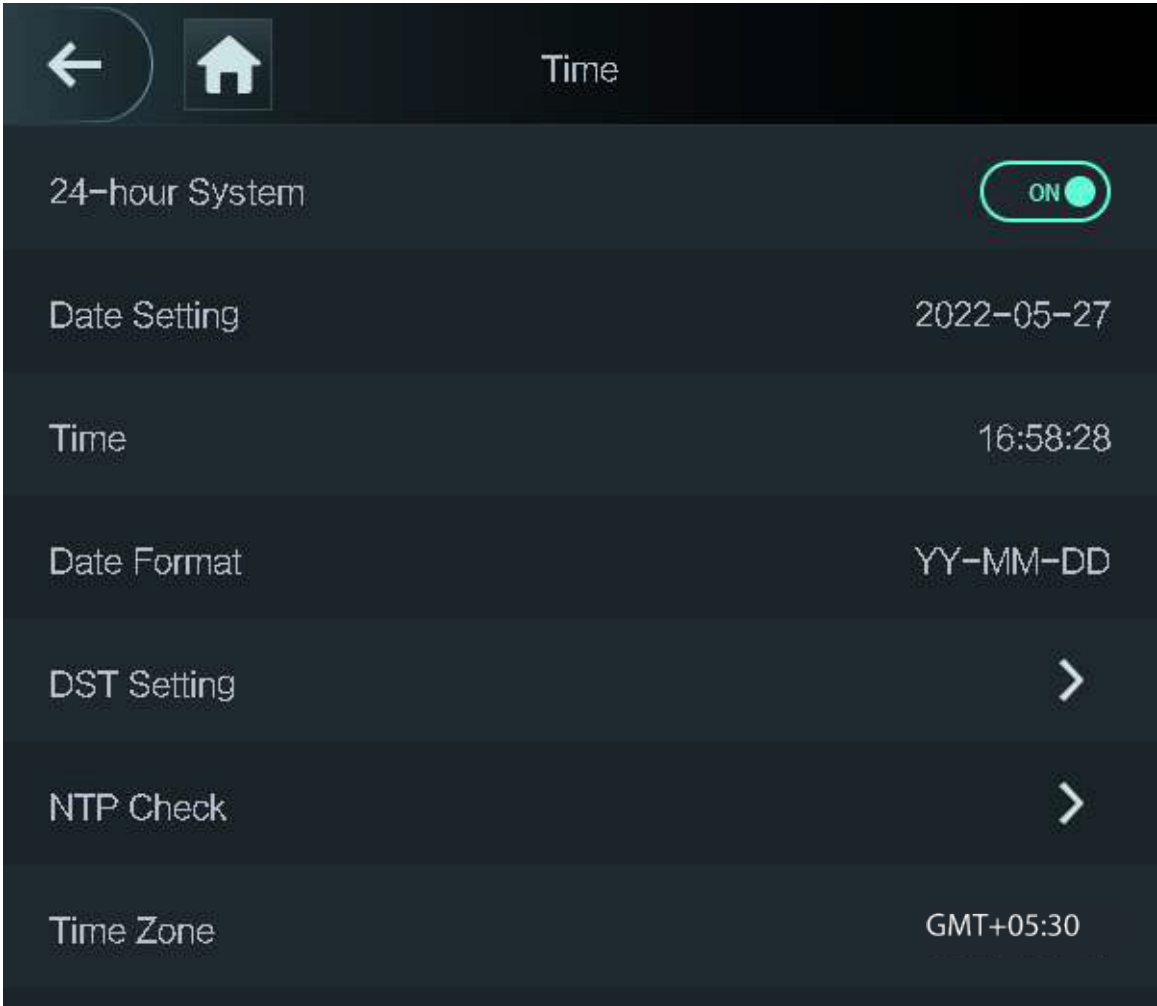 Time
24-hour System ON
Date Setting 2022-05-27
Time 16:58:28
Date Format YY-MM-DD
DST Setting
NTP Check
Time Zone GMT+05:30